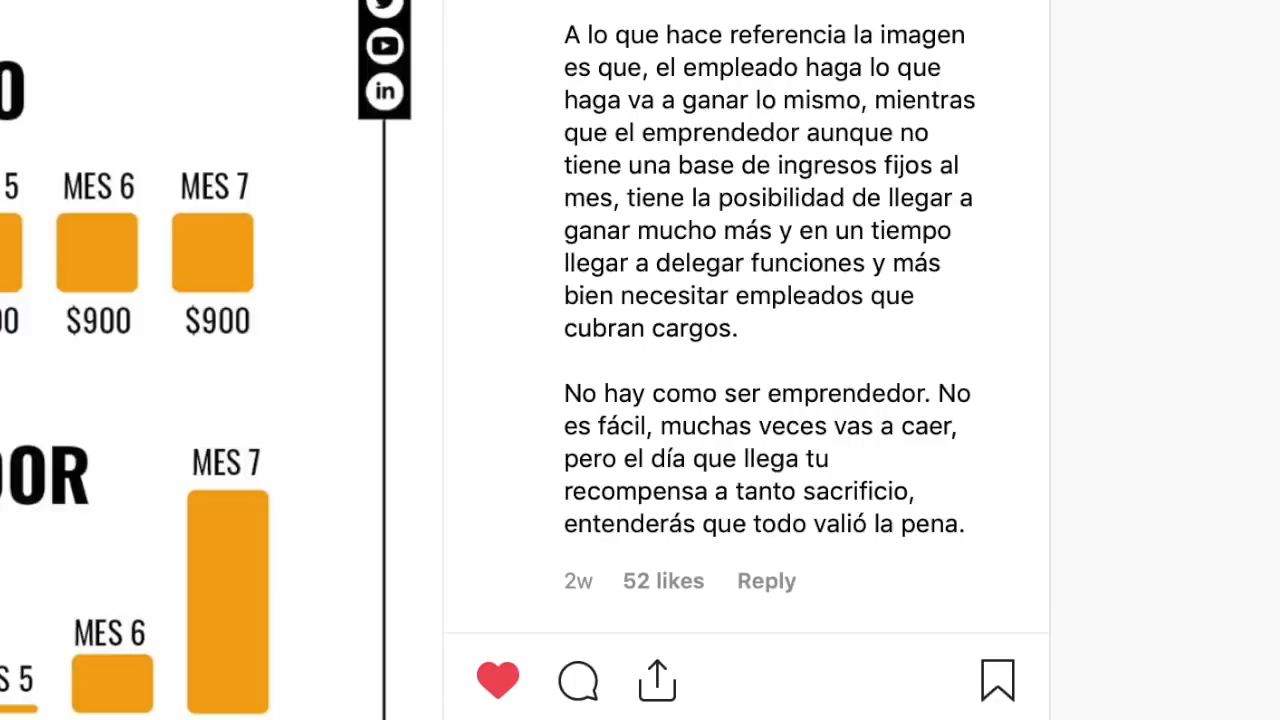 O
5 MES 6 MES 7
00 $900 $900
DOR
MES 7
MES 6
S 5
in
A lo que hace referencia la imagen
es que, el empleado haga lo que
haga va a ganar lo mismo, mientras
que el emprendedor aunque no
tiene una base de ingresos fijos al
mes, tiene la posibilidad de llegar a
ganar mucho más y en un tiempo
llegar a delegar funciones y más
bien necesitar empleados que
cubran cargos.
No hay como ser emprendedor. No
es fácil, muchas veces vas a caer,
pero el día que llega tu
recompensa a tanto sacrificio,
entenderás que todo valió la pena.
2w 52 likes Reply